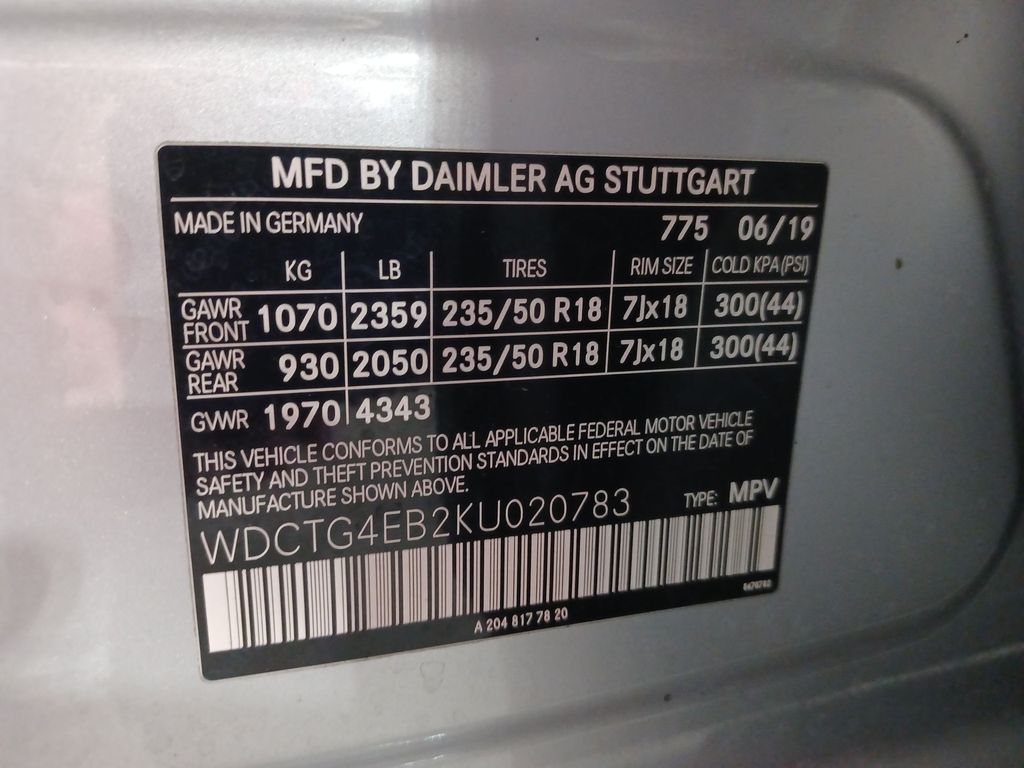 MFD BY DAIMLER AG STUTTGART
MADE IN GERMANY 775 06/19
KG LB TIRES RIM SIZE COLD KPA (PSI)
GAWR FRONT 1070 2359 235/50 R18 7Jx18 300(44)
GAWR REAR 930 2050 235/50 R18 7Jx18 300(44)
GVWR 1970 4343
THIS VEHICLE CONFORMS TO ALL APPLICABLE FEDERAL MOTOR VEHICLE
SAFETY AND THEFT PREVENTION STANDARDS IN EFFECT ON THE DATE OF
MANUFACTURE SHOWN ABOVE.
WDCTG4EB2KU020783 TYPE: MPV
A 204 817 78 20